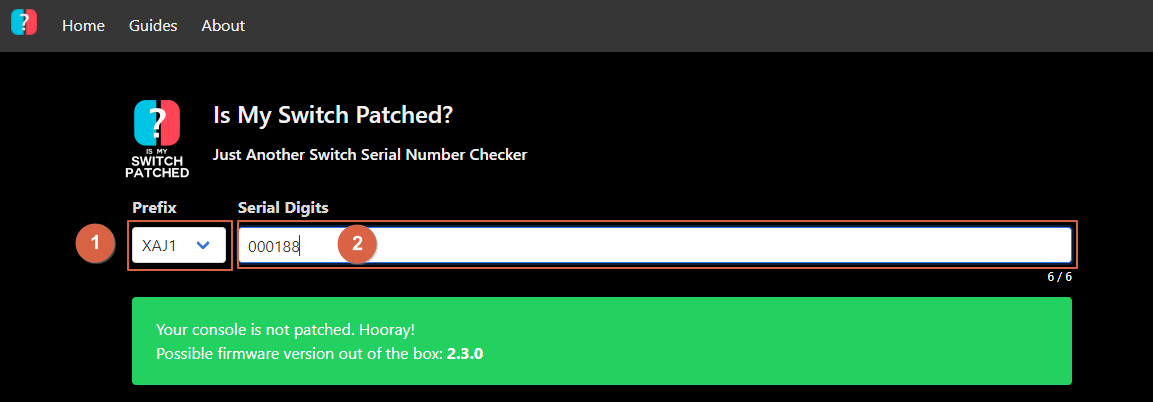 ?
Home Guides About
?
IS MY
SWITCH
PATCHED
Is My Switch Patched?
Just Another Switch Serial Number Checker
Prefix Serial Digits
1 XAJ1 000188 2
6 / 6
Your console is not patched. Hooray!
Possible firmware version out of the box: 2.3.0